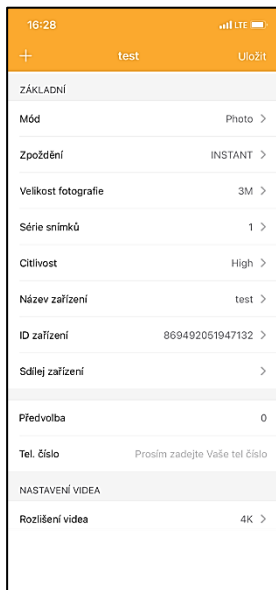 16:28 LTE
+ test Uložit
ZÁKLADNÍ
Mód Photo >
Zpoždění INSTANT >
Velikost fotografie 3M >
Série snímků 1 >
Citlivost High >
Název zařízení test >
ID zařízení 869492051947132 >
Sdílej zařízení >
Předvolba 0
Tel. číslo Prosím zadejte Vaše tel číslo
NASTAVENÍ VIDEA
Rozlišení videa 4K >